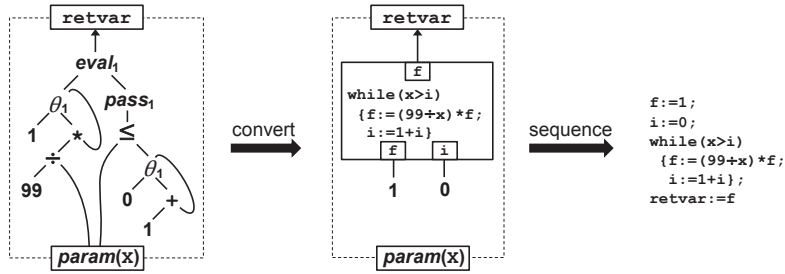 retvar
eval₁
θ₁ pass₁
1 * ≤
÷ θ₁
99 0 +
1
param(x)
convert
retvar
f
while(x>i)
{f:=(99÷x)*f;
i:=1+i}
f i
1 0
param(x)
sequence
f:=1;
i:=0;
while(x>i)
{f:=(99÷x)*f;
i:=1+i};
retvar:=f